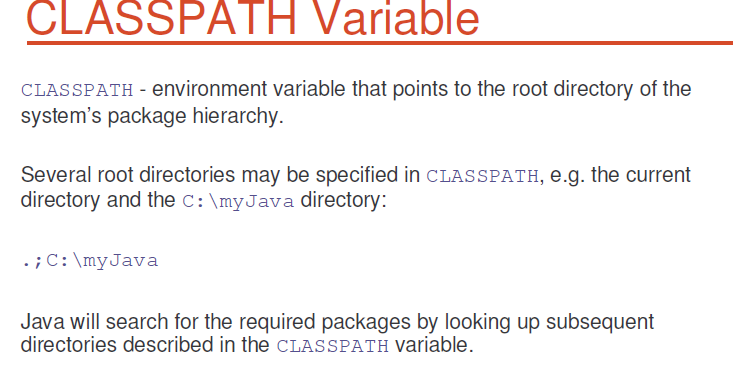 CLASSPATH Variable
CLASSPATH - environment variable that points to the root directory of the
system’s package hierarchy.
Several root directories may be specified in CLASSPATH, e.g. the current
directory and the C:\myJava directory:
.;C:\myJava
Java will search for the required packages by looking up subsequent
directories described in the CLASSPATH variable.